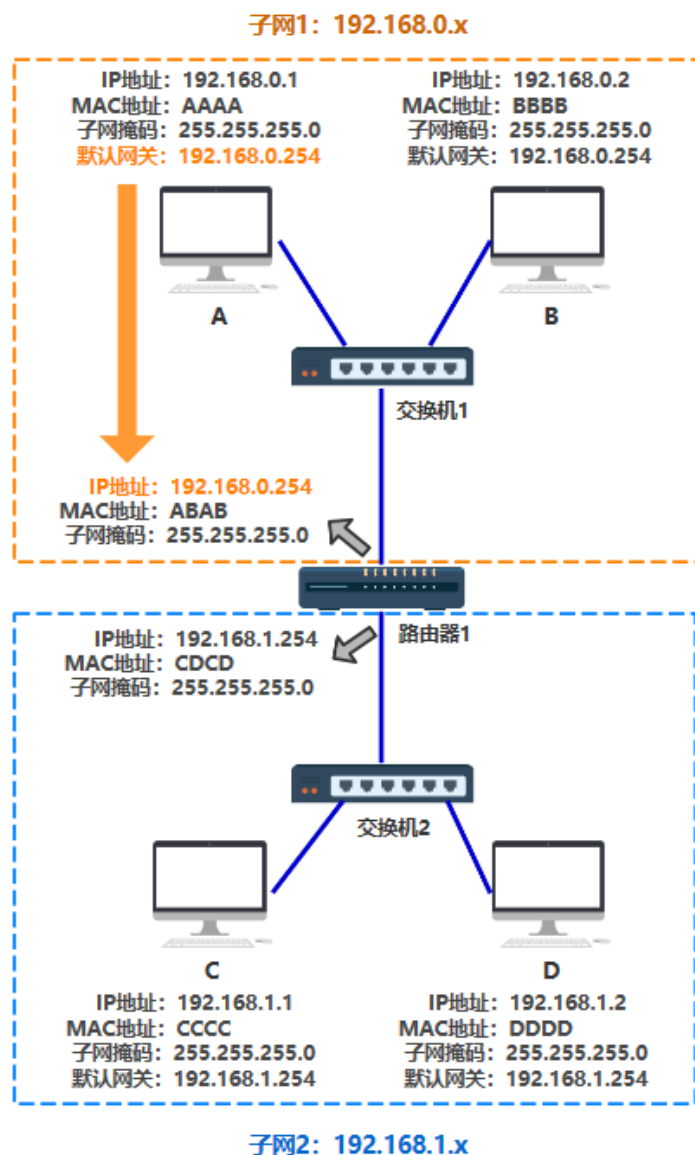 子网1：192.168.0.x
IP地址：192.168.0.1
MAC地址：AAAA
子网掩码：255.255.255.0
默认网关：192.168.0.254
IP地址：192.168.0.2
MAC地址：BBBB
子网掩码：255.255.255.0
默认网关：192.168.0.254
A
B
交换机1
IP地址：192.168.0.254
MAC地址：ABAB
子网掩码：255.255.255.0
路由器1
IP地址：192.168.1.254
MAC地址：CDCD
子网掩码：255.255.255.0
交换机2
C
D
IP地址：192.168.1.1
MAC地址：CCCC
子网掩码：255.255.255.0
默认网关：192.168.1.254
IP地址：192.168.1.2
MAC地址：DDDD
子网掩码：255.255.255.0
默认网关：192.168.1.254
子网2：192.168.1.x